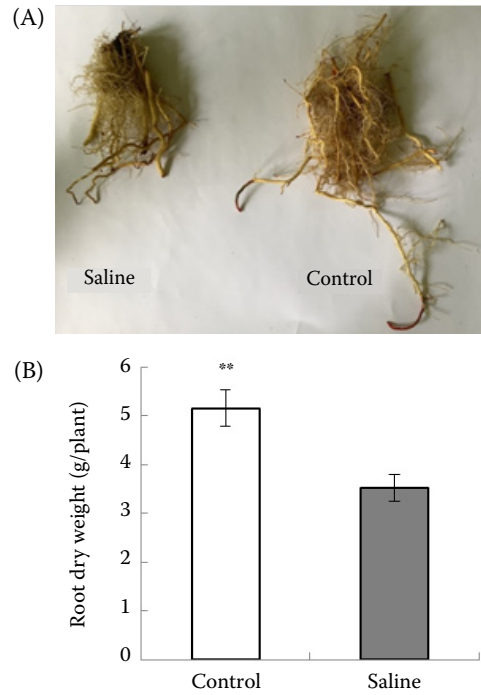 (A)
Saline Control
(B)
Root dry weight (g/plant)
6
5
4
3
2
1
0
**
Control Saline